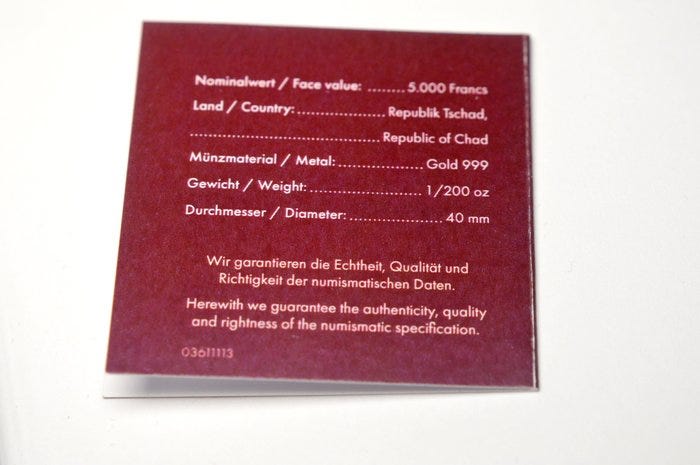 Nominalwert / Face value: ........ 5.000 Francs
Land / Country: ................... Republik Tschad,
......................................... Republic of Chad
Münzmaterial / Metal: .................. Gold 999
Gewicht / Weight: ........................ 1/200 oz
Durchmesser / Diameter: .................... 40 mm
Wir garantieren die Echtheit, Qualität und
Richtigkeit der numismatischen Daten.
Herewith we guarantee the authenticity, quality
and rightness of the numismatic specification.
03611113